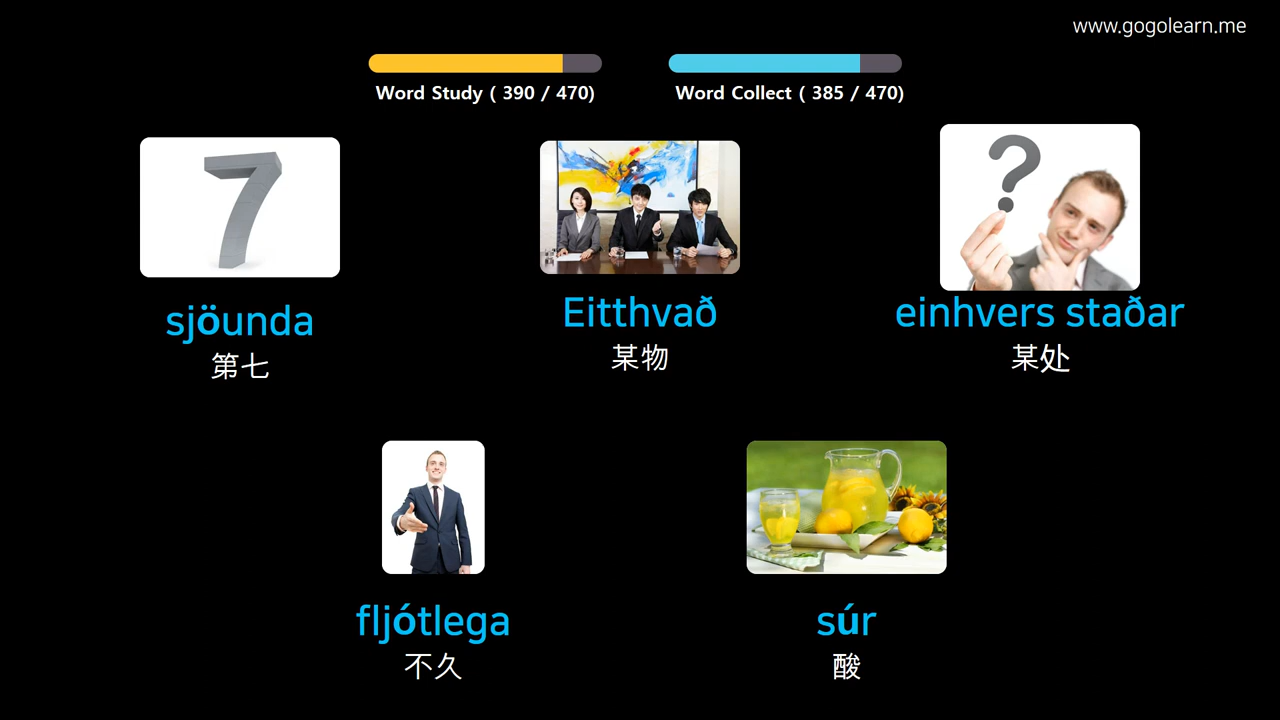 www.gogolearn.me
Word Study ( 390 / 470)
Word Collect ( 385 / 470)
sjöunda
第七
Eitthvað
某物
einhvers staðar
某处
fljótlega
不久
súr
酸